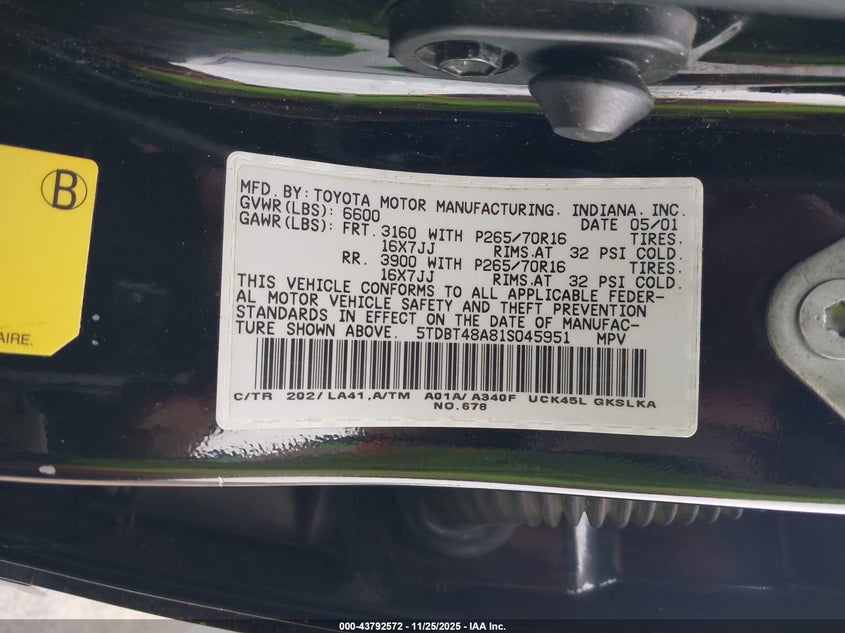 B
AIRE.
MFD. BY: TOYOTA MOTOR MANUFACTURING, INDIANA, INC.
GVWR(LBS): 6600 DATE 05/01
GAWR(LBS): FRT. 3160 WITH P265/70R16 TIRES.
16X7JJ RIMS.AT 32 PSI COLD.
RR. 3900 WITH P265/70R16 TIRES.
16X7JJ RIMS.AT 32 PSI COLD.
THIS VEHICLE CONFORMS TO ALL APPLICABLE FEDER-
AL MOTOR VEHICLE SAFETY AND THEFT PREVENTION
STANDARDS IN EFFECT ON THE DATE OF MANUFAC-
TURE SHOWN ABOVE. 5TDBT48A81S045951 MPV
C/TR 202/LA41,A/TM A01A/A340F UCK45L GKSLKA
NO.678
000-43792572 - 11/25/2025 - IAA Inc.